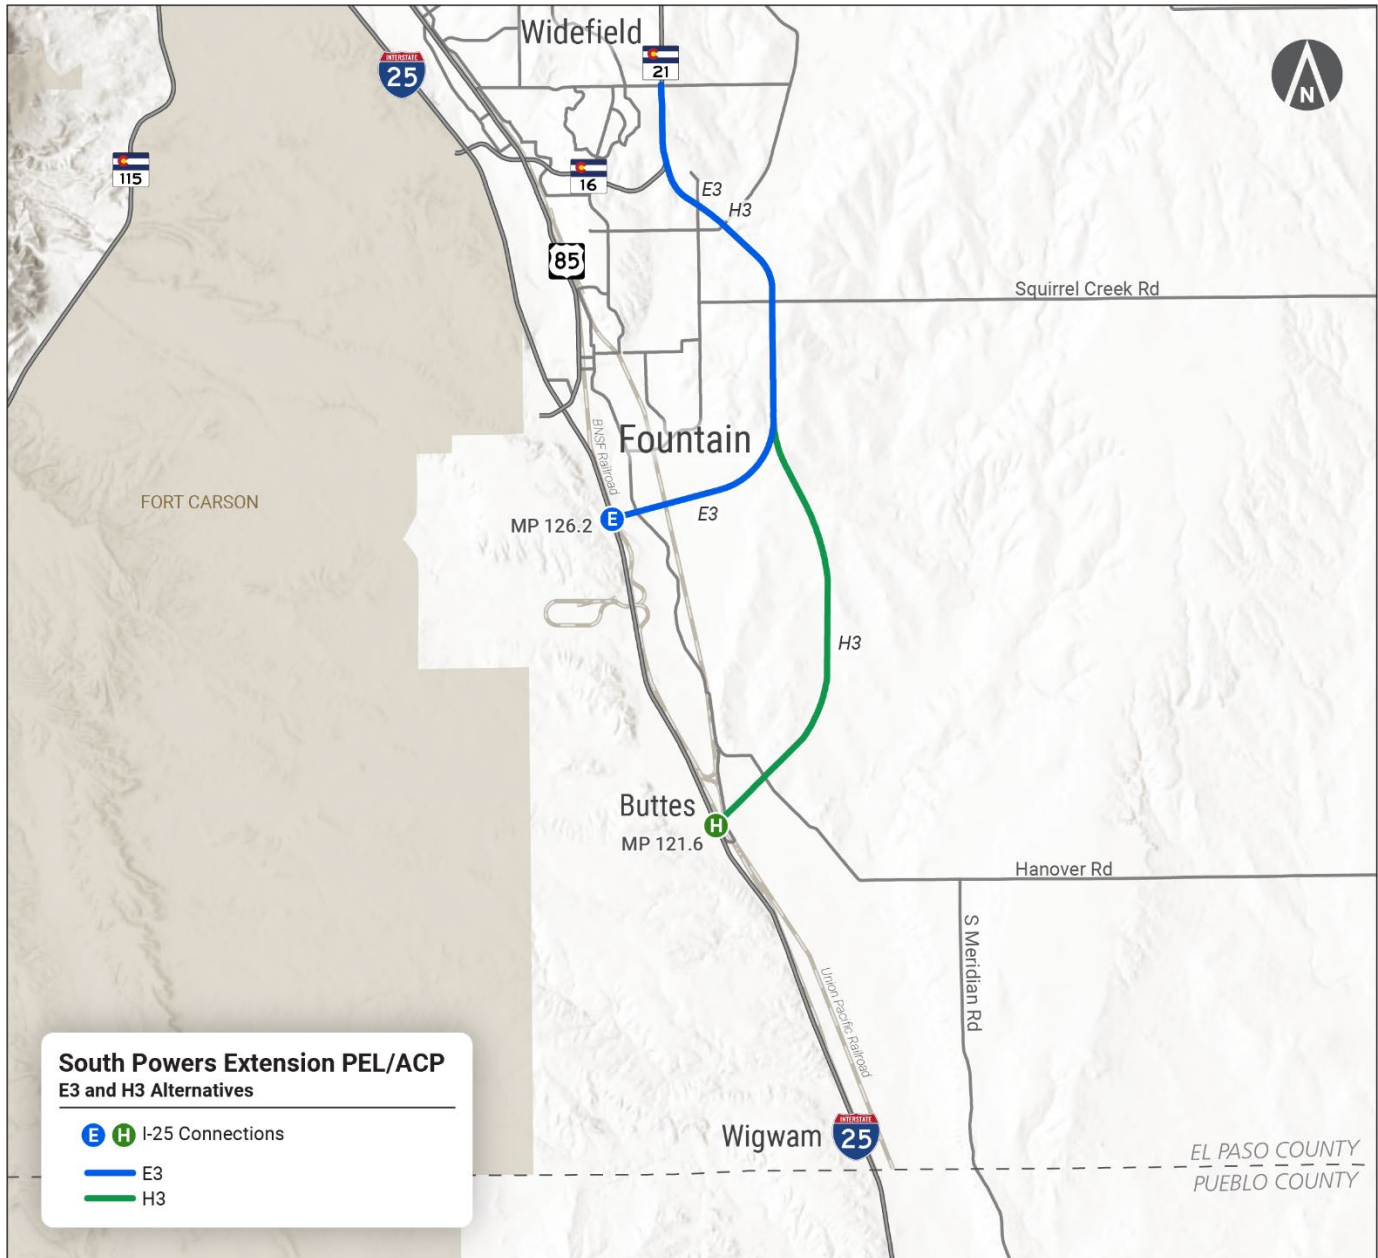 Widefield
INTERSTATE
25
21
N
115
16
E3
H3
85
Squirrel Creek Rd
BNSF Railroad
Fountain
FORT CARSON
MP 126.2
E
E3
H3
Buttes
H
MP 121.6
Hanover Rd
S Meridian Rd
Union Pacific Railroad
South Powers Extension PEL/ACP
E3 and H3 Alternatives
E H I-25 Connections
E3
H3
Wigwam
INTERSTATE
25
EL PASO COUNTY
PUEBLO COUNTY